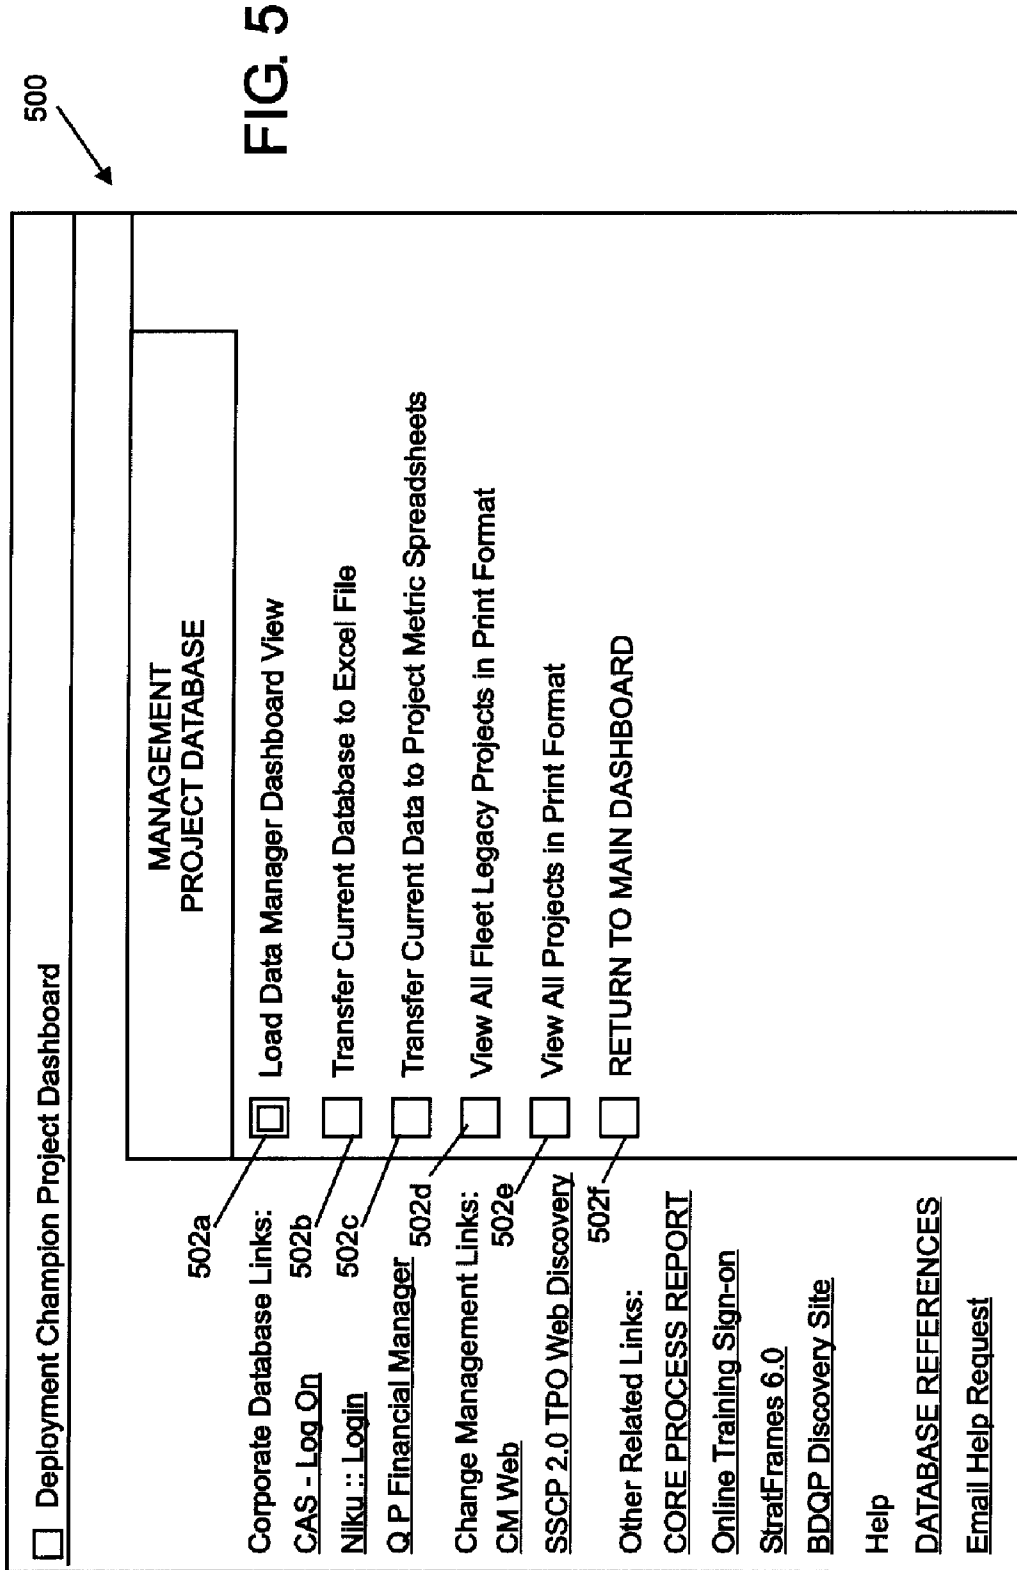 500
FIG. 5
Deployment Champion Project Dashboard
MANAGEMENT
PROJECT DATABASE
502a
Load Data Manager Dashboard View
502b
Transfer Current Database to Excel File
502c
Transfer Current Data to Project Metric Spreadsheets
502d
View All Fleet Legacy Projects in Print Format
502e
View All Projects in Print Format
502f
RETURN TO MAIN DASHBOARD
Corporate Database Links:
CAS - Log On
Niku :: Login
Q P Financial Manager
Change Management Links:
CM Web
SSCP 2.0 TPO Web Discovery
Other Related Links:
CORE PROCESS REPORT
Online Training Sign-on
StratFrames 6.0
BDQP Discovery Site
Help
DATABASE REFERENCES
Email Help Request